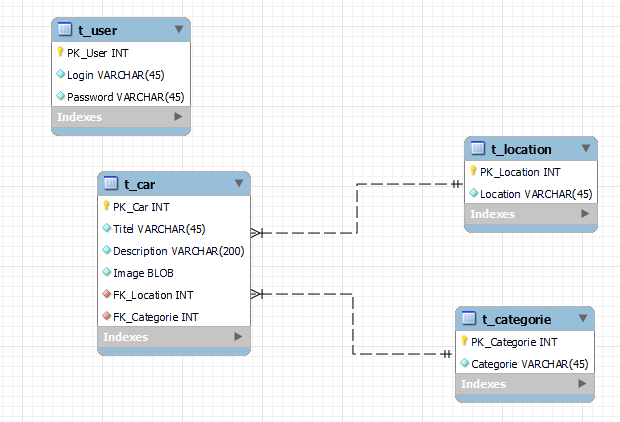 t_user
PK_User INT
Login VARCHAR(45)
Password VARCHAR(45)
Indexes
t_car
PK_Car INT
Titel VARCHAR(45)
Description VARCHAR(200)
Image BLOB
FK_Location INT
FK_Categorie INT
Indexes
t_location
PK_Location INT
Location VARCHAR(45)
Indexes
t_categorie
PK_Categorie INT
Categorie VARCHAR(45)
Indexes